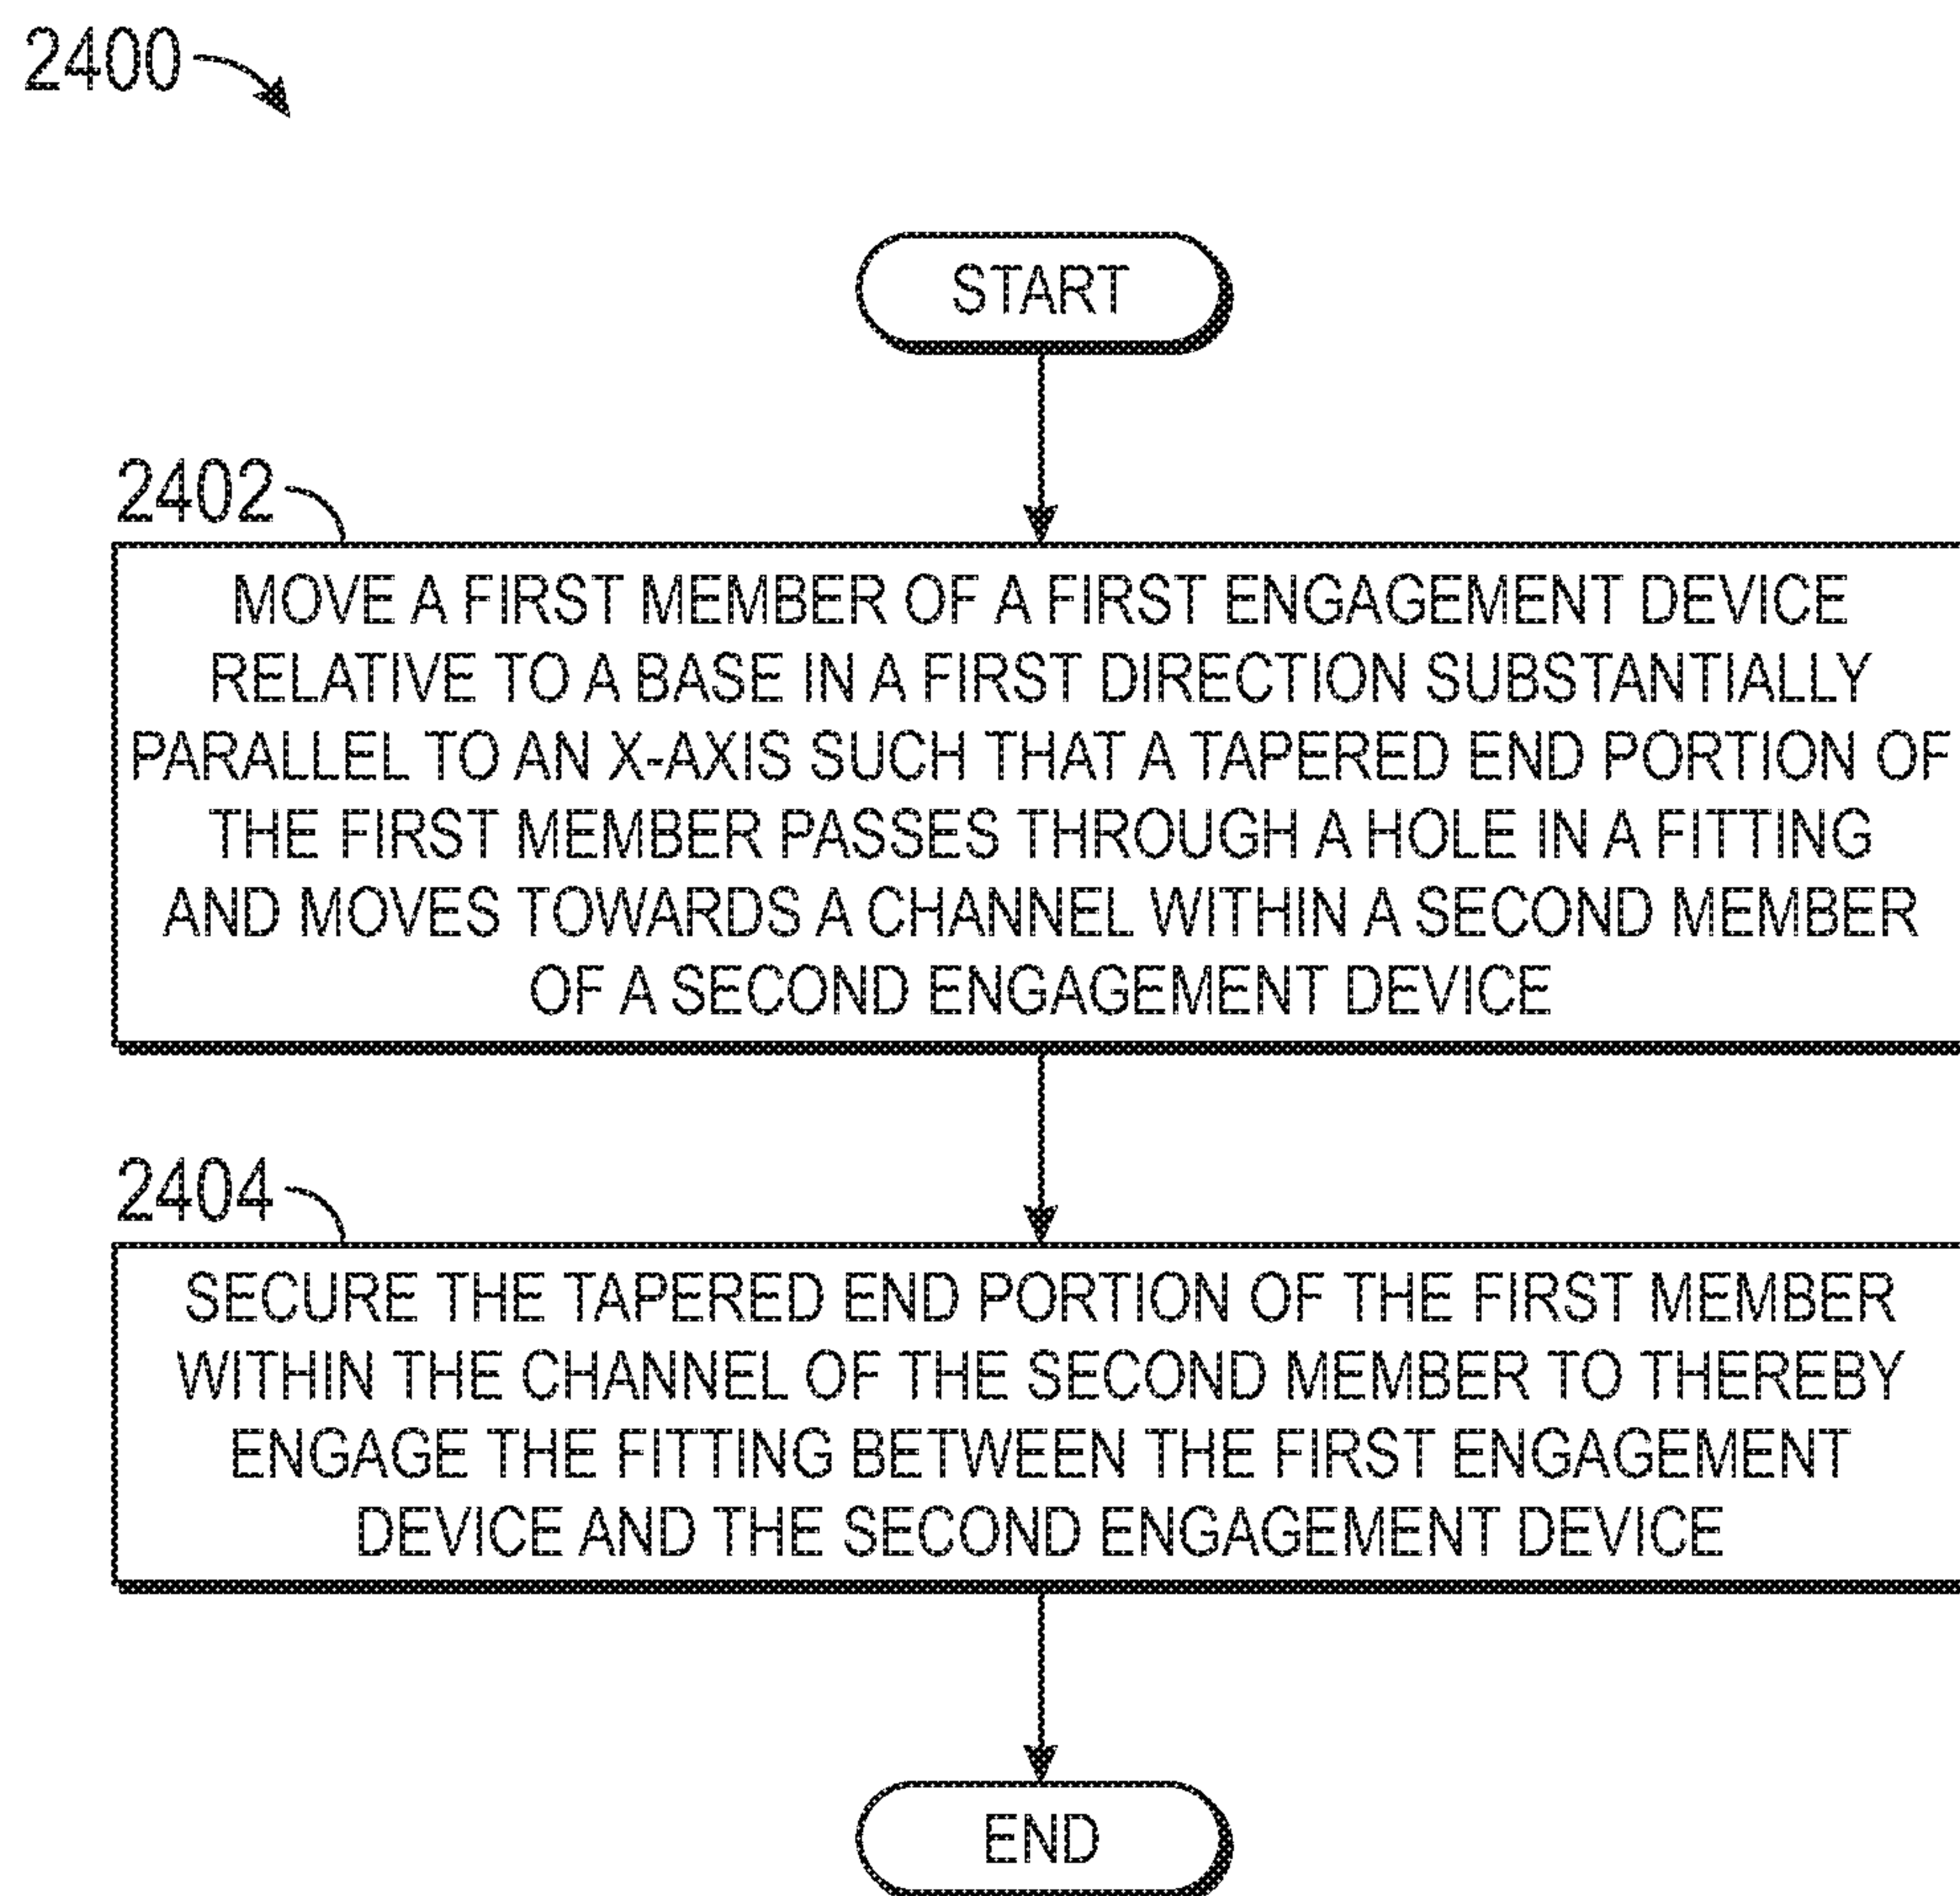 2400
START
2402
MOVE A FIRST MEMBER OF A FIRST ENGAGEMENT DEVICE
RELATIVE TO A BASE IN A FIRST DIRECTION SUBSTANTIALLY
PARALLEL TO AN X-AXIS SUCH THAT A TAPERED END PORTION OF
THE FIRST MEMBER PASSES THROUGH A HOLE IN A FITTING
AND MOVES TOWARDS A CHANNEL WITHIN A SECOND MEMBER
OF A SECOND ENGAGEMENT DEVICE
2404
SECURE THE TAPERED END PORTION OF THE FIRST MEMBER
WITHIN THE CHANNEL OF THE SECOND MEMBER TO THEREBY
ENGAGE THE FITTING BETWEEN THE FIRST ENGAGEMENT
DEVICE AND THE SECOND ENGAGEMENT DEVICE
END